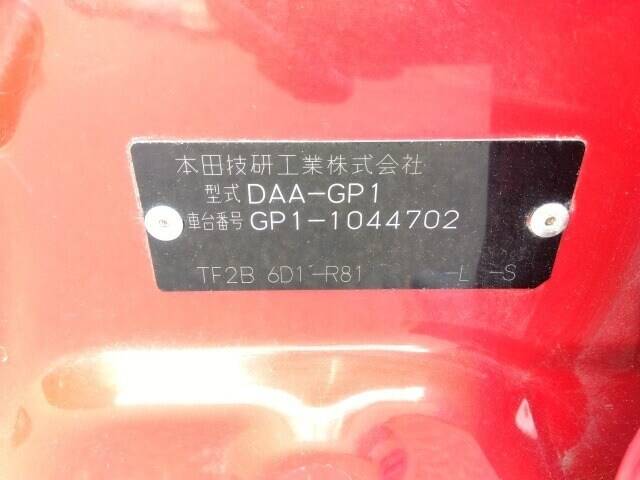 本田技研工業株式会社
型式 DAA-GP1
車台番号 GP1-1044702
TF2B 6D1-R81 -L -S